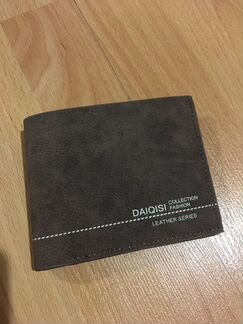 DAIQISI COLLECTION FASHION
LEATHER SERIES